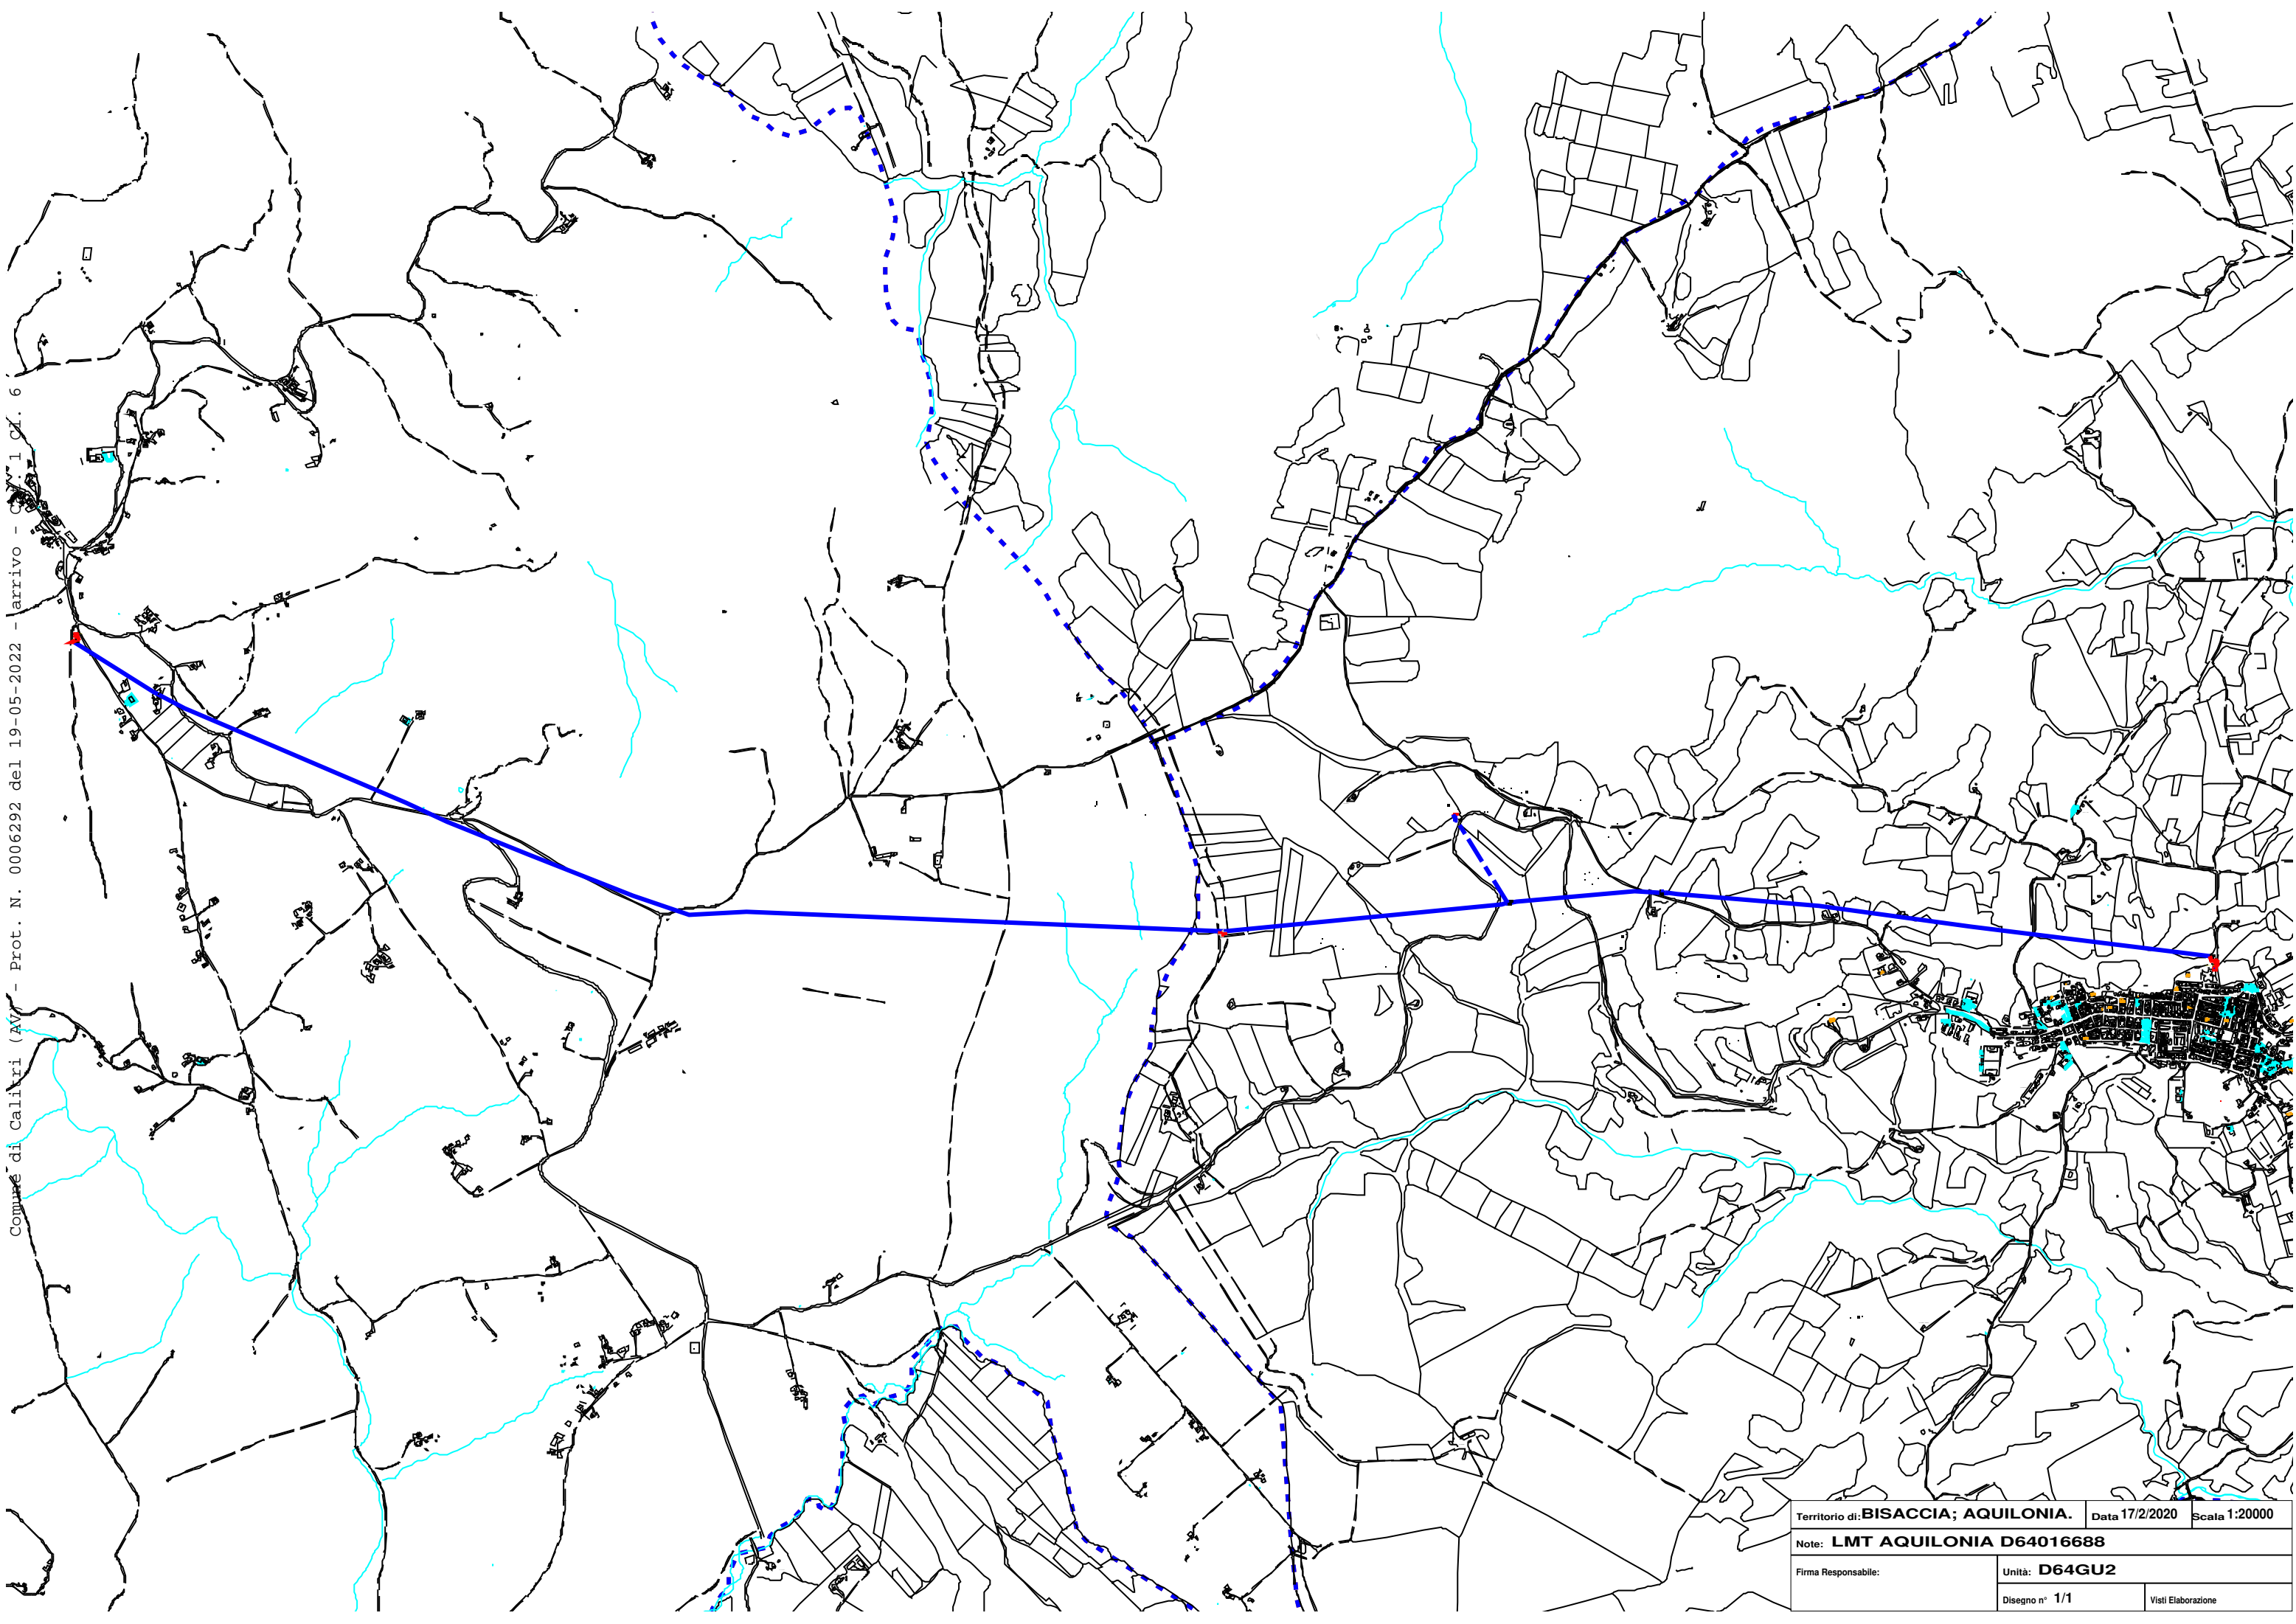 Comune di Calitri (AV) - Prot. N. 0006292 del 19-05-2022 - arrivo - Cat. 1 Cl. 6
Territorio di: BISACCIA; AQUILONIA. Data 17/2/2020 Scala 1:20000
Note: LMT AQUILONIA D64016688
Firma Responsabile: Unità: D64GU2
Disegno n° 1/1 Visti Elaborazione